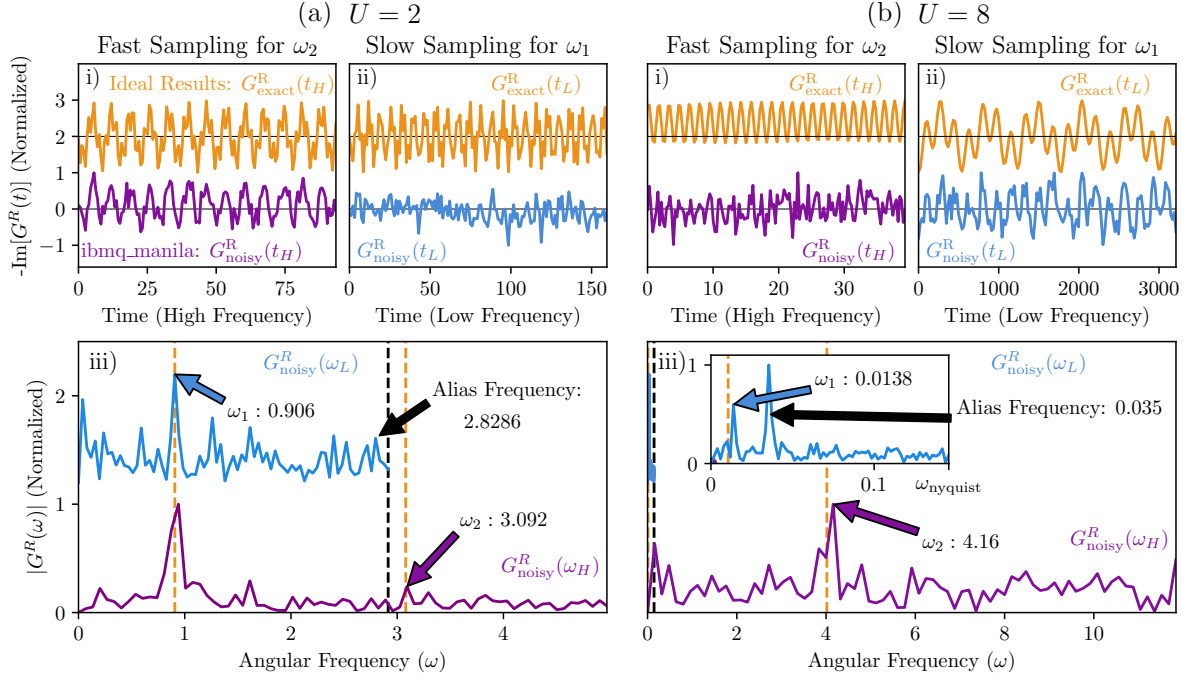 (a) U = 2
(b) U = 8
Fast Sampling for ω₂
Slow Sampling for ω₁
Fast Sampling for ω₂
Slow Sampling for ω₁
-Im[G^R(t)] (Normalized)
3
2
1
0
−1
i)
Ideal Results: G^R_exact(t_H)
ibmq_manila: G^R_noisy(t_H)
0 25 50 75
Time (High Frequency)
ii)
G^R_exact(t_L)
G^R_noisy(t_L)
0 50 100 150
Time (Low Frequency)
i)
G^R_exact(t_H)
G^R_noisy(t_H)
0 10 20 30
Time (High Frequency)
ii)
G^R_exact(t_L)
G^R_noisy(t_L)
0 1000 2000 3000
Time (Low Frequency)
|G^R(ω)| (Normalized)
2
1
0
iii)
G^R_noisy(ω_L)
ω₁ : 0.906
Alias Frequency:
2.8286
ω₂ : 3.092
G^R_noisy(ω_H)
0 1 2 3 4
Angular Frequency (ω)
iii)
1
0
0 0.1 ω_nyquist
G^R_noisy(ω_L)
ω₁ : 0.0138
Alias Frequency: 0.035
ω₂ : 4.16
G^R_noisy(ω_H)
0 2 4 6 8 10
Angular Frequency (ω)